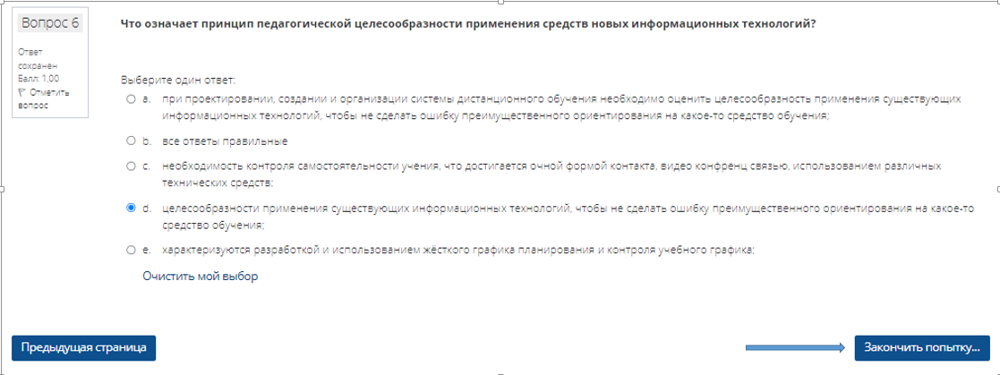 Вопрос 6
Ответ
сохранен
Балл: 1,00
Отметить
вопрос
Что означает принцип педагогической целесообразности применения средств новых информационных технологий?
Выберите один ответ:
a. при проектировании, создании и организации системы дистанционного обучения необходимо оценить целесообразность применения существующих
информационных технологий, чтобы не сделать ошибку преимущественного ориентирования на какое-то средство обучения;
b. все ответы правильные
c. необходимость контроля самостоятельности учения, что достигается очной формой контакта, видео конфренц связью, использованием различных
технических средств;
d. целесообразности применения существующих информационных технологий, чтобы не сделать ошибку преимущественного ориентирования на какое-то
средство обучения;
e. характеризуются разработкой и использованием жёсткого графика планирования и контроля учебного графика;
Очистить мой выбор
Предыдущая страница
Закончить попытку...